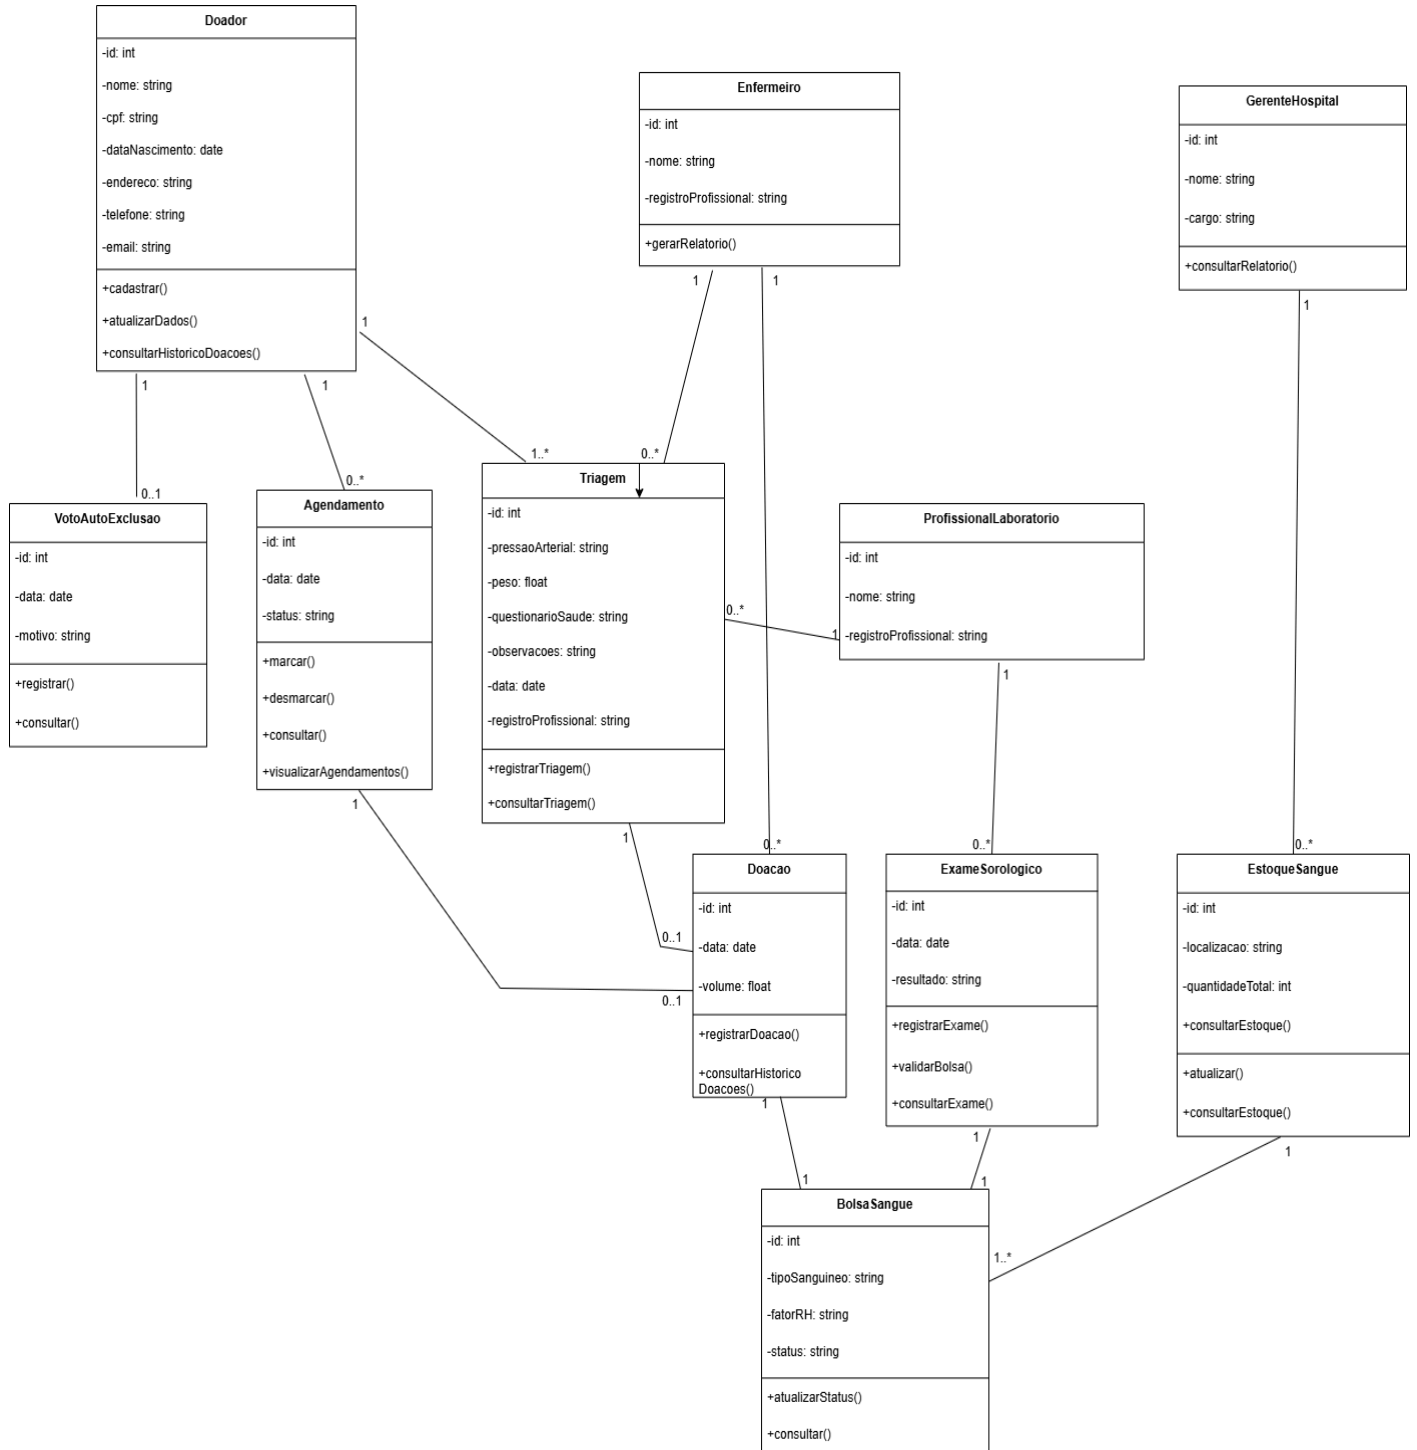 Doador
-id: int
-nome: string
-cpf: string
-dataNascimento: date
-endereco: string
-telefone: string
-email: string
+cadastrar()
+atualizarDados()
+consultarHistoricoDoacoes()
1
1
1
Enfermeiro
-id: int
-nome: string
-registroProfissional: string
+gerarRelatorio()
1
1
GerenteHospital
-id: int
-nome: string
-cargo: string
+consultarRelatorio()
1
0..1
VotoAutoExclusao
-id: int
-data: date
-motivo: string
+registrar()
+consultar()
0..*
Agendamento
-id: int
-data: date
-status: string
+marcar()
+desmarcar()
+consultar()
+visualizarAgendamentos()
1
1..*
0..*
Triagem
-id: int
-pressaoArterial: string
-peso: float
-questionarioSaude: string
-observacoes: string
-data: date
-registroProfissional: string
+registrarTriagem()
+consultarTriagem()
0..*
1
1
ProfissionalLaboratorio
-id: int
-nome: string
-registroProfissional: string
1
0..*
0..1
0..1
Doacao
-id: int
-data: date
-volume: float
+registrarDoacao()
+consultarHistorico
Doacoes()
1
0..*
ExameSorologico
-id: int
-data: date
-resultado: string
+registrarExame()
+validarBolsa()
+consultarExame()
1
0..*
EstoqueSangue
-id: int
-localizacao: string
-quantidadeTotal: int
+consultarEstoque()
+atualizar()
+consultarEstoque()
1
1
1
1..*
BolsaSangue
-id: int
-tipoSanguineo: string
-fatorRH: string
-status: string
+atualizarStatus()
+consultar()